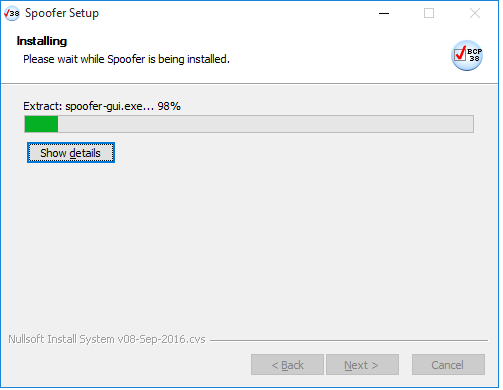 38 Spoofer Setup
Installing
Please wait while Spoofer is being installed.
BCP
38
Extract: spoofer-gui.exe... 98%
Show details
Nullsoft Install System v08-Sep-2016.cvs
< Back
Next >
Cancel